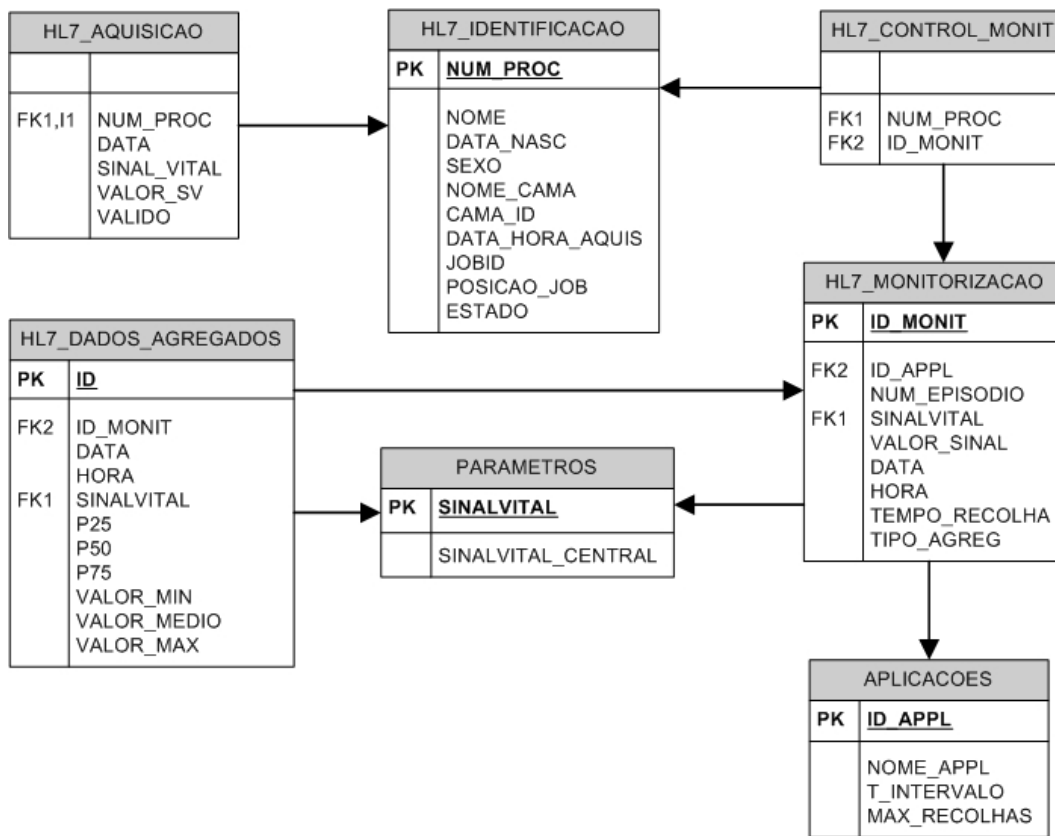 HL7_AQUISICAO
FK1,I1 NUM_PROC
DATA
SINAL_VITAL
VALOR_SV
VALIDO
HL7_IDENTIFICACAO
PK NUM_PROC
NOME
DATA_NASC
SEXO
NOME_CAMA
CAMA_ID
DATA_HORA_AQUIS
JOBID
POSICAO_JOB
ESTADO
HL7_CONTROL_MONIT
FK1 NUM_PROC
FK2 ID_MONIT
HL7_DADOS_AGREGADOS
PK ID
FK2 ID_MONIT
DATA
HORA
FK1 SINALVITAL
P25
P50
P75
VALOR_MIN
VALOR_MEDIO
VALOR_MAX
PARAMETROS
PK SINALVITAL
SINALVITAL_CENTRAL
HL7_MONITORIZACAO
PK ID_MONIT
FK2 ID_APPL
NUM_EPISODIO
FK1 SINALVITAL
VALOR_SINAL
DATA
HORA
TEMPO_RECOLHA
TIPO_AGREG
APLICACOES
PK ID_APPL
NOME_APPL
T_INTERVALO
MAX_RECOLHAS